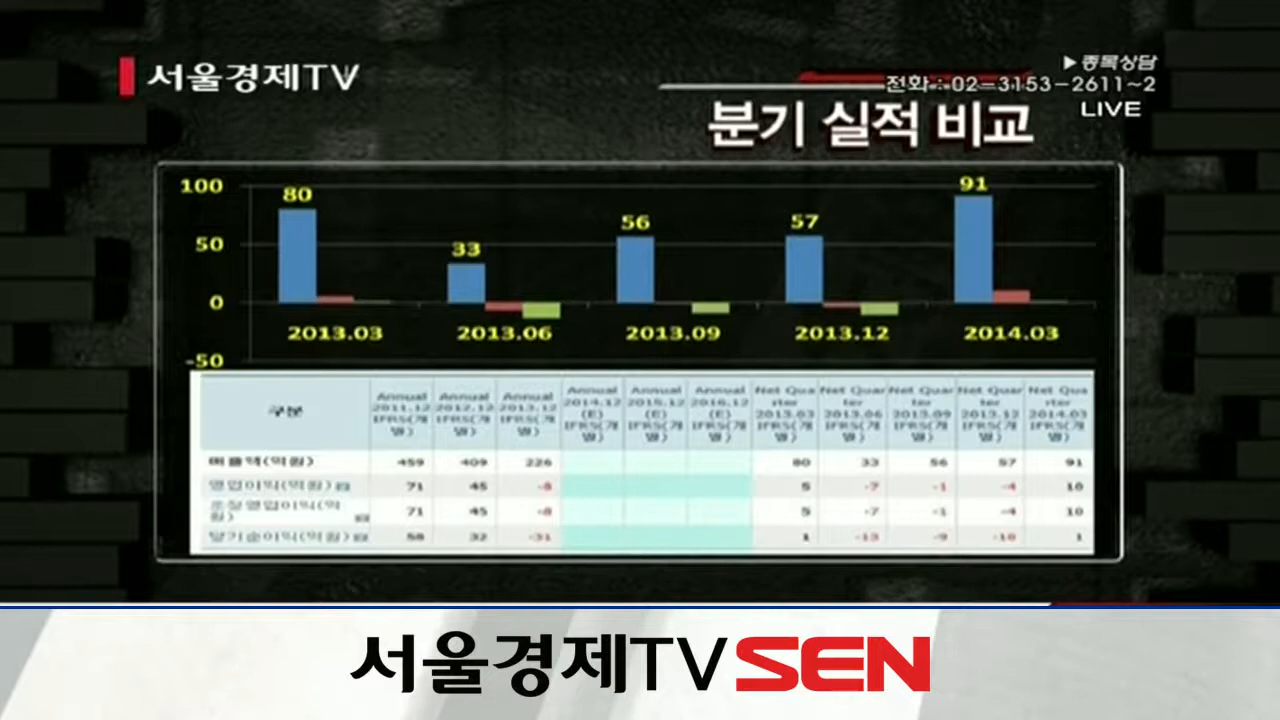 서울경제TV
▶종목상담
전화 : 02-3153-2611~2
LIVE
분기 실적 비교
100
50
0
-50
80
33
56
57
91
2013.03
2013.06
2013.09
2013.12
2014.03
구분 Annual 2011.12 IFRS(개별) Annual 2012.12 IFRS(개별) Annual 2013.12 IFRS(개별) Annual 2014.12 (E) IFRS(개별) Annual 2015.12 (E) IFRS(개별) Annual 2016.12 (E) IFRS(개별) Net Quarter 2013.03 IFRS(개별) Net Quarter 2013.06 IFRS(개별) Net Quarter 2013.09 IFRS(개별) Net Quarter 2013.12 IFRS(개별) Net Quarter 2014.03 IFRS(개별)
매출액(억원) 459 409 226 80 33 56 57 91
영업이익(억원) 71 45 -8 5 -7 -1 -4 10
조정영업이익(억원) 71 45 -8 5 -7 -1 -4 10
당기순이익(억원) 58 32 -31 1 -13 -9 -10 1
서울경제TV SEN